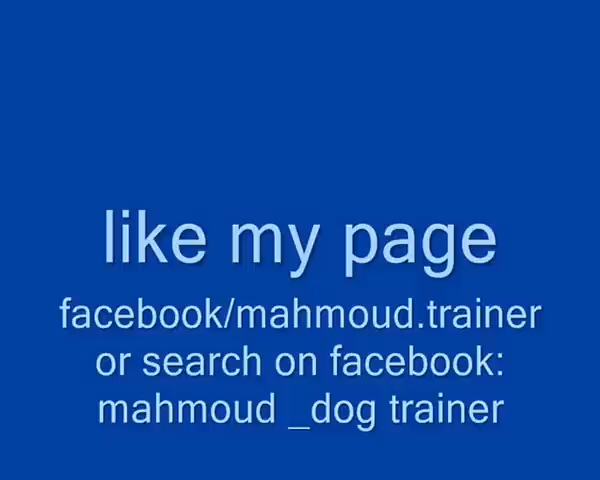 like my page
facebook/mahmoud.trainer
or search on facebook:
mahmoud _dog trainer